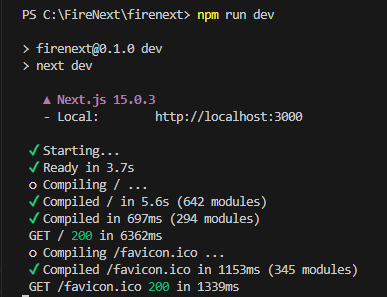 PS C:\FireNext\firenext> npm run dev
> firenext@0.1.0 dev
> next dev
▲ Next.js 15.0.3
- Local: http://localhost:3000
✓ Starting...
✓ Ready in 3.7s
○ Compiling / ...
✓ Compiled / in 5.6s (642 modules)
✓ Compiled in 697ms (294 modules)
GET / 200 in 6362ms
○ Compiling /favicon.ico ...
✓ Compiled /favicon.ico in 1153ms (345 modules)
GET /favicon.ico 200 in 1339ms